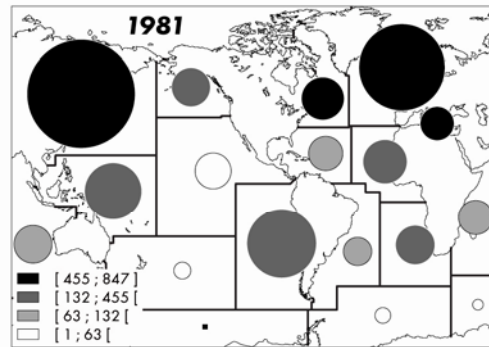 1981
[ 455 ; 847 ]
[ 132 ; 455 [
[ 63 ; 132 [
[ 1 ; 63 [